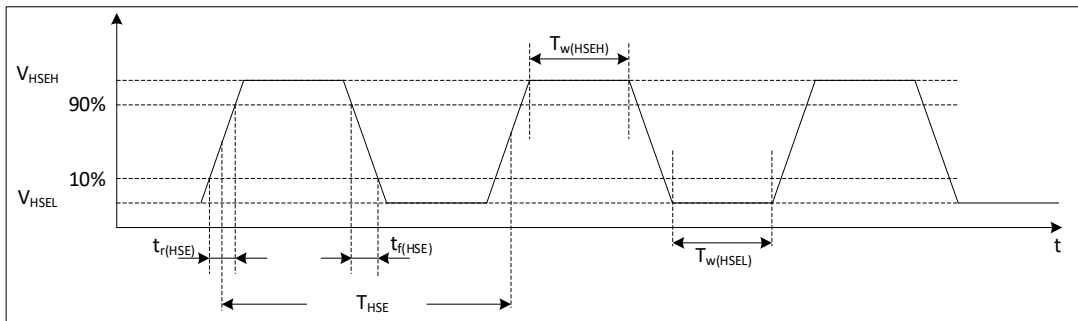 T_w(HSEH)
V_HSEH
90%
10%
V_HSEL
t_r(HSE)
t_f(HSE)
T_w(HSEL)
t
T_HSE